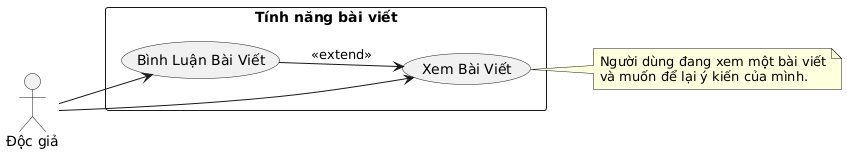 Tính năng bài viết
Bình Luận Bài Viết
«extend»
Xem Bài Viết
Người dùng đang xem một bài viết
và muốn để lại ý kiến của mình.
Độc giả